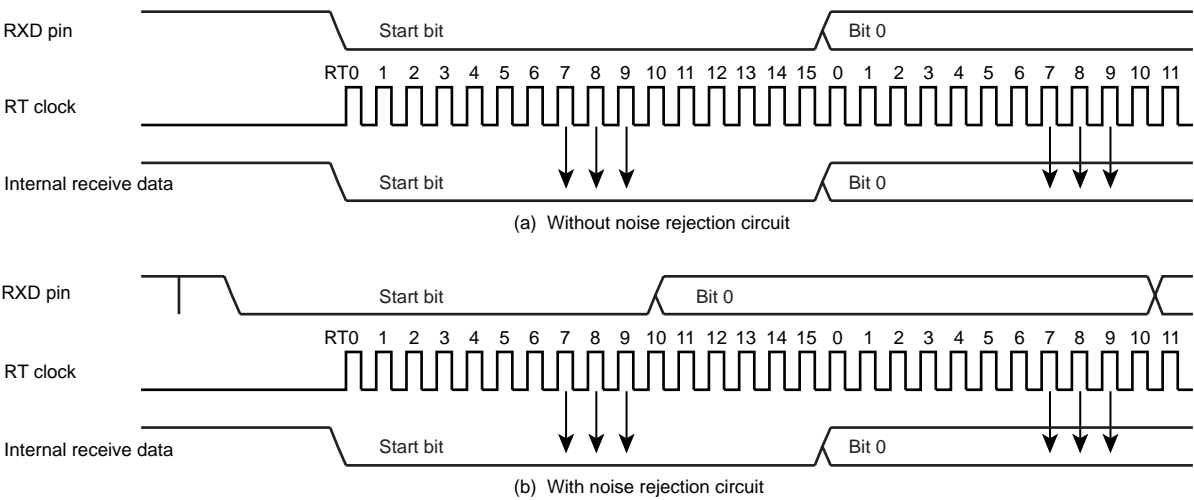 RXD pin Start bit Bit 0
RT0 1 2 3 4 5 6 7 8 9 10 11 12 13 14 15 0 1 2 3 4 5 6 7 8 9 10 11
RT clock
Internal receive data Start bit Bit 0
(a) Without noise rejection circuit
RXD pin Start bit Bit 0
RT0 1 2 3 4 5 6 7 8 9 10 11 12 13 14 15 0 1 2 3 4 5 6 7 8 9 10 11
RT clock
Internal receive data Start bit Bit 0
(b) With noise rejection circuit